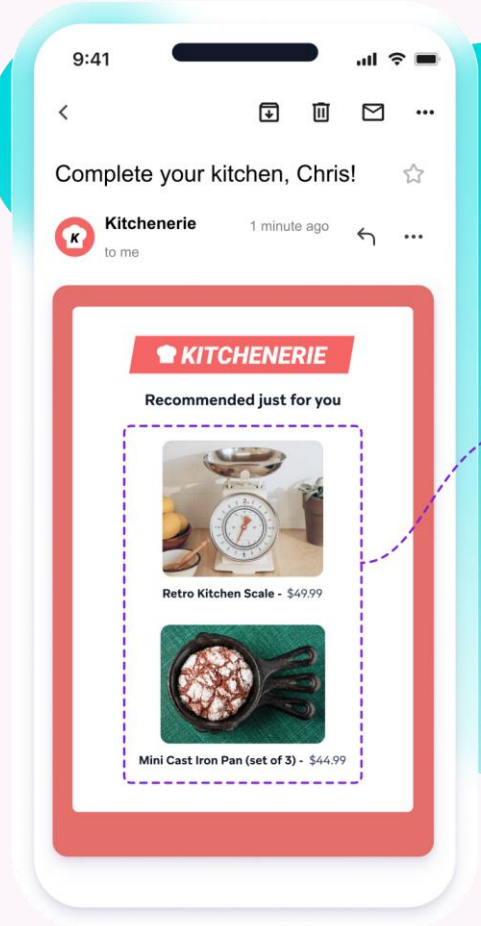 9:41
Complete your kitchen, Chris!
K
Kitchenerie
1 minute ago
to me
KITCHENERIE
Recommended just for you
Retro Kitchen Scale - $49.99
Mini Cast Iron Pan (set of 3) - $44.99